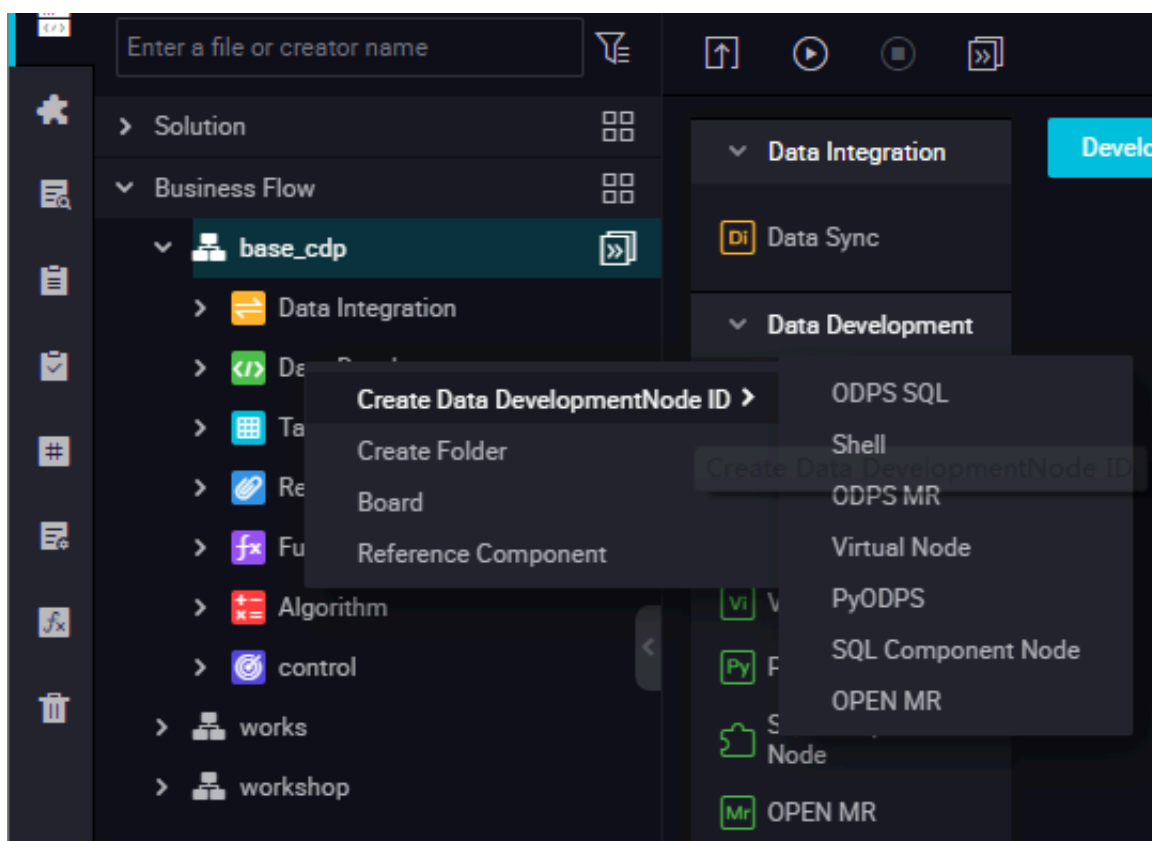 Enter a file or creator name
Solution
Business Flow
base_cdp
Data Integration
Create Data DevelopmentNode ID
Create Folder
Board
Reference Component
Algorithm
control
works
workshop
Data Integration
Di Data Sync
Data Development
ODPS SQL
Shell
Create Data DevelopmentNode ID
ODPS MR
Virtual Node
PyODPS
SQL Component Node
OPEN MR
Vi
Py
Node
Mr OPEN MR